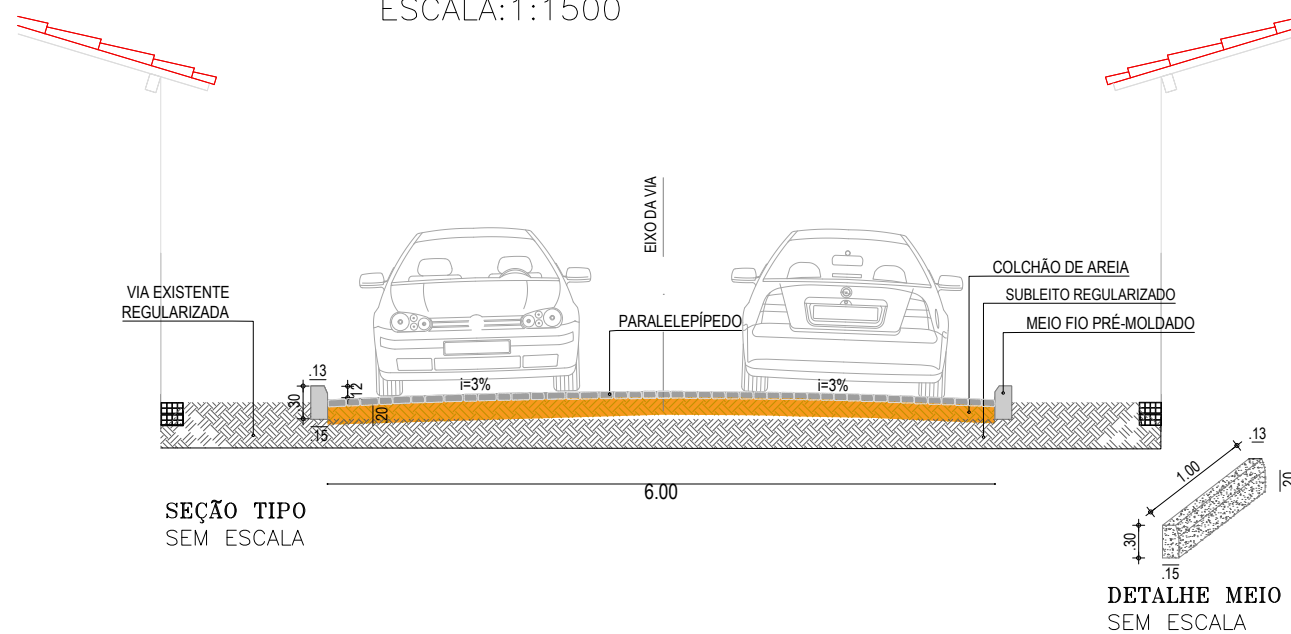 ESCALA:1:1500
EIXO DA VIA
COLCHÃO DE AREIA
VIA EXISTENTE
REGULARIZADA
SUBLEITO REGULARIZADO
PARALELEPÍPEDO
MEIO FIO PRÉ-MOLDADO
.13
12
i=3%
i=3%
.30
.20
.15
6.00
SEÇÃO TIPO
SEM ESCALA
.13
1.00
20
.30
.15
DETALHE MEIO
SEM ESCALA